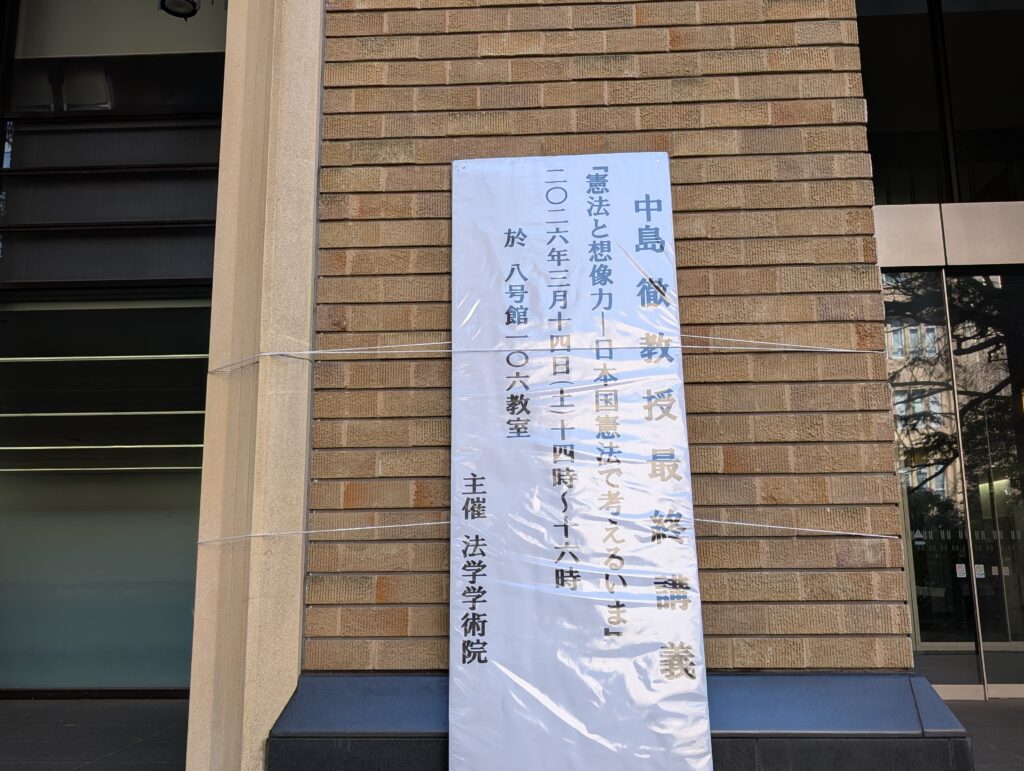 中島徹教授最終講義
『憲法と想像力―日本国憲法で考えるいま』
二〇二六年三月十四日(土)十四時〜十六時
於 八号館一〇六教室
主催 法学学術院